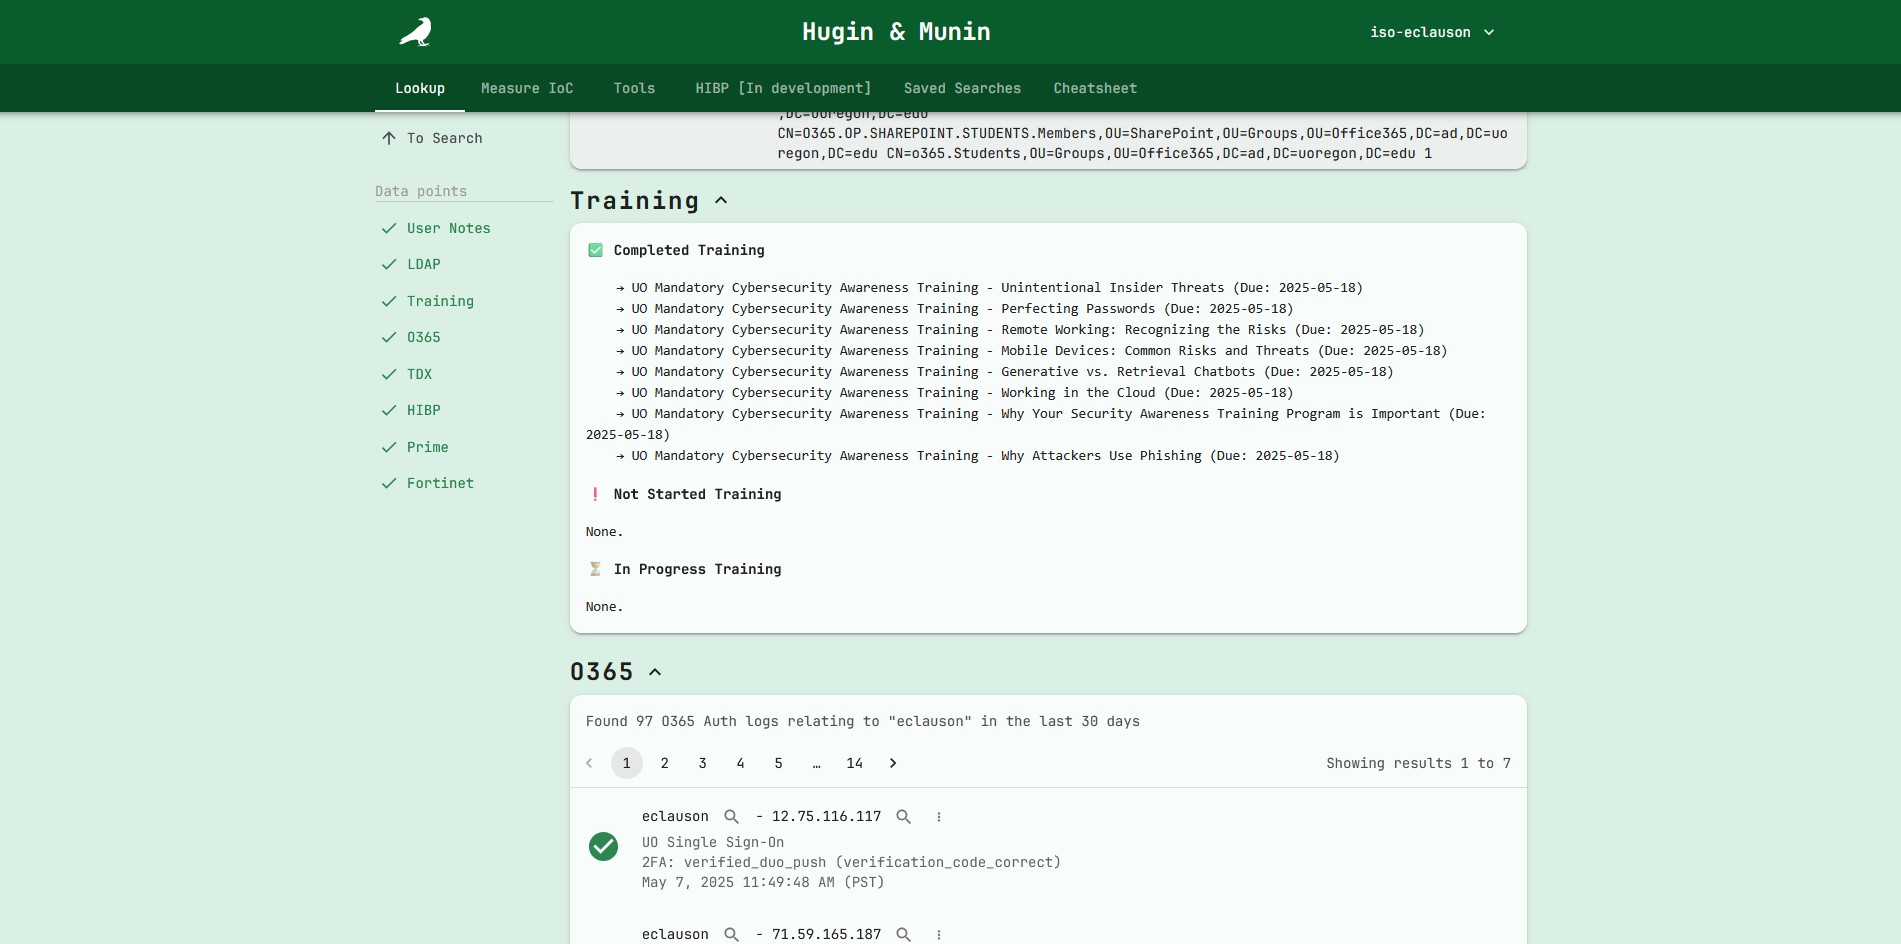 Hugin & Munin
iso-eclauson
Lookup
Measure IoC
Tools
HIBP [In development]
Saved Searches
Cheatsheet
To Search
Data points
User Notes
LDAP
Training
O365
TDX
HIBP
Prime
Fortinet
,DC=uoregon,DC=edu
CN=O365.OP.SHAREPOINT.STUDENTS.Members,OU=SharePoint,OU=Groups,OU=Office365,DC=ad,DC=uo
regon,DC=edu CN=o365.Students,OU=Groups,OU=Office365,DC=ad,DC=uoregon,DC=edu 1
Training
Completed Training
→ UO Mandatory Cybersecurity Awareness Training - Unintentional Insider Threats (Due: 2025-05-18)
→ UO Mandatory Cybersecurity Awareness Training - Perfecting Passwords (Due: 2025-05-18)
→ UO Mandatory Cybersecurity Awareness Training - Remote Working: Recognizing the Risks (Due: 2025-05-18)
→ UO Mandatory Cybersecurity Awareness Training - Mobile Devices: Common Risks and Threats (Due: 2025-05-18)
→ UO Mandatory Cybersecurity Awareness Training - Generative vs. Retrieval Chatbots (Due: 2025-05-18)
→ UO Mandatory Cybersecurity Awareness Training - Working in the Cloud (Due: 2025-05-18)
→ UO Mandatory Cybersecurity Awareness Training - Why Your Security Awareness Training Program is Important (Due:
2025-05-18)
→ UO Mandatory Cybersecurity Awareness Training - Why Attackers Use Phishing (Due: 2025-05-18)
Not Started Training
None.
In Progress Training
None.
O365
Found 97 O365 Auth logs relating to "eclauson" in the last 30 days
1 2 3 4 5 … 14
Showing results 1 to 7
eclauson - 12.75.116.117
UO Single Sign-On
2FA: verified_duo_push (verification_code_correct)
May 7, 2025 11:49:48 AM (PST)
eclauson - 71.59.165.187